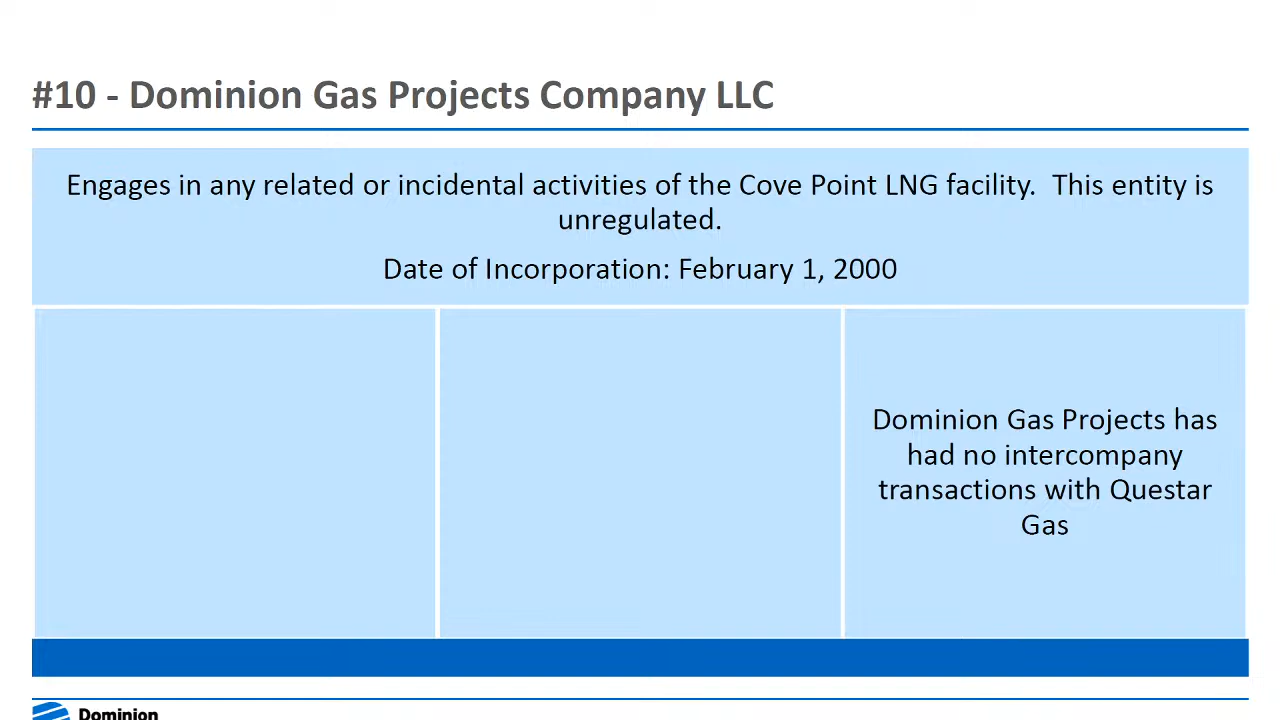 #10 - Dominion Gas Projects Company LLC
Engages in any related or incidental activities of the Cove Point LNG facility.  This entity is
unregulated.
Date of Incorporation: February 1, 2000
Dominion Gas Projects has
had no intercompany
transactions with Questar
Gas
Dominion